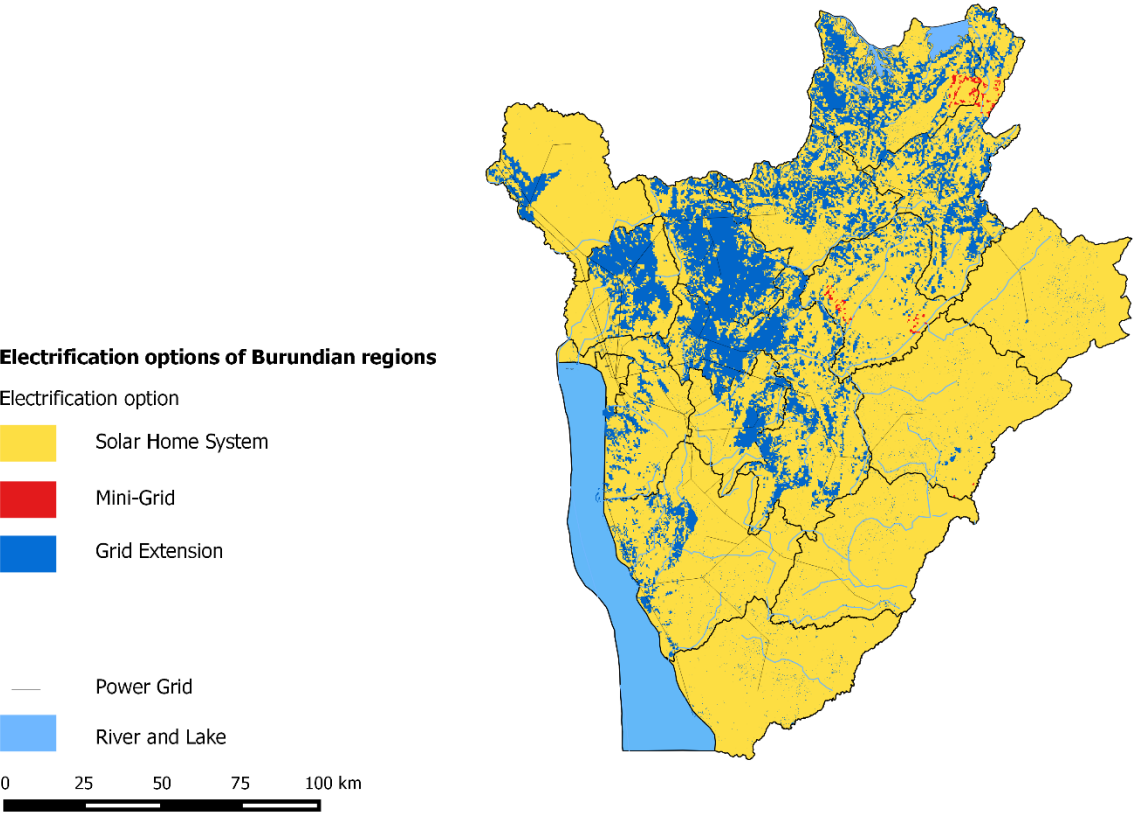 Electrification options of Burundian regions
Electrification option
Solar Home System
Mini-Grid
Grid Extension
Power Grid
River and Lake
0 25 50 75 100 km